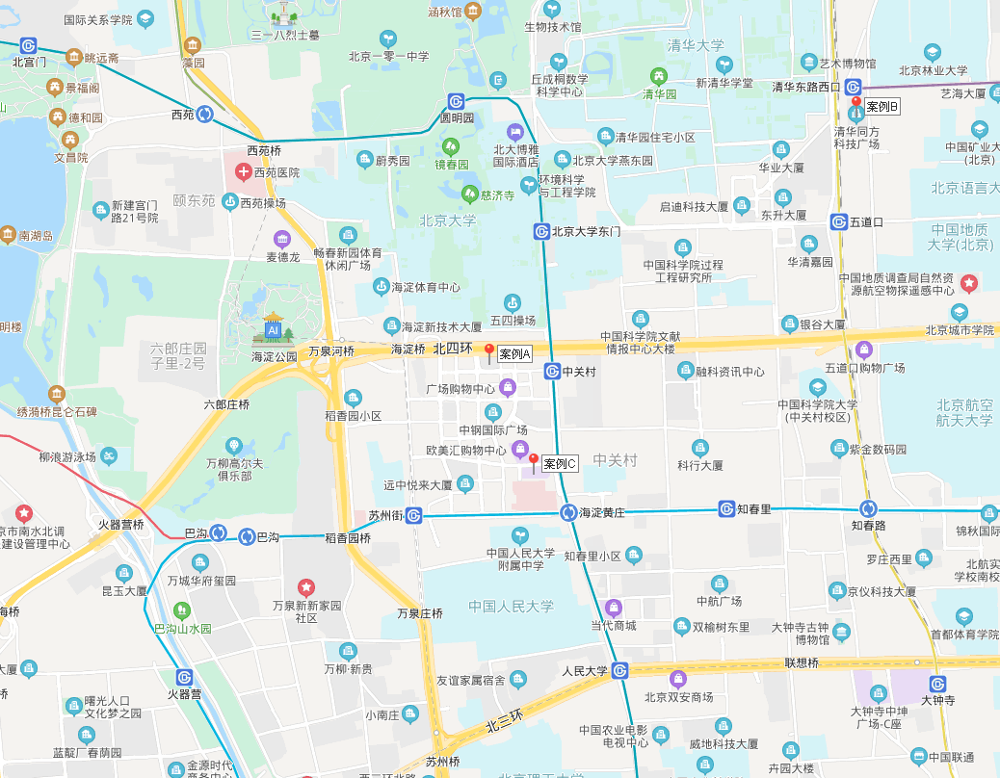 国际关系学院
三一八烈士墓
涵秋馆
生物技术馆
清华大学
北宫门
眺远斋
藻园
北京一零一中学
丘成桐数学
科学中心
清华园
新清华学堂
艺术博物馆
北京林业大学
清华东路西口
艺海大厦
案例B
清华同方
科技广场
景福阁
德和园
文昌院
西苑
西苑桥
圆明园
北大博雅
国际酒店
清华园住宅小区
北京大学燕东园
华业大厦
中国矿业大
(北京)
蔚秀园
镜春园
慈济寺
环境科学
与工程学院
西苑医院
颐东苑
西苑操场
新建宫门
路21号院
北京大学
启迪科技大厦
东升大厦
北京语言大
五道口
南湖岛
麦德龙
畅春新园体育
休闲广场
北京大学东门
中国科学院过程
工程研究所
华清嘉园
中国地质
大学(北京)
海淀体育中心
中国地质调查局自然资
源航空物探遥感中心
明楼
五四操场
海淀新技术大厦
中国科学院文献
情报中心大楼
银谷大厦
北京城市学院
AI
海淀公园
六郎庄园
子里-2号
万泉河桥
海淀桥
北四环
案例A
中关村
融科资讯中心
五道口购物广场
绣漪桥昆仑石碑
六郎庄桥
稻香园小区
广场购物中心
中钢国际广场
中国科学院大学
(中关村校区)
北京航空
航天大学
柳浪游泳场
万柳高尔夫
俱乐部
欧美汇购物中心
案例C
中关村
科行大厦
紫金数码园
远中悦来大厦
苏州街
海淀黄庄
知春里
知春路
锦秋国际
京市南水北调
建设管理中心
火器营桥
巴沟
巴沟
稻香园桥
中国人民大学
附属中学
知春里小区
罗庄西里
北航实
学校南校
昆玉大厦
万城华府玺园
万泉新新家园
社区
万泉庄桥
中国人民大学
中航广场
京仪科技大厦
海桥
巴沟山水园
当代商城
双榆树东里
大钟寺古钟
博物馆
首都体育学院
万柳·新贵
人民大学
联想桥
大厦
桥
火器营
友谊家属宿舍
北京双安商场
大钟寺
曙光人口
文化梦之园
小南庄
北三环
中国农业电影
电视中心
威地科技大厦
大钟寺中坤
广场-C座
蓝靛厂春荫园
苏州桥
卉园大楼
中国联通
金源时代
商务中心
西三环北路
北京理工大学